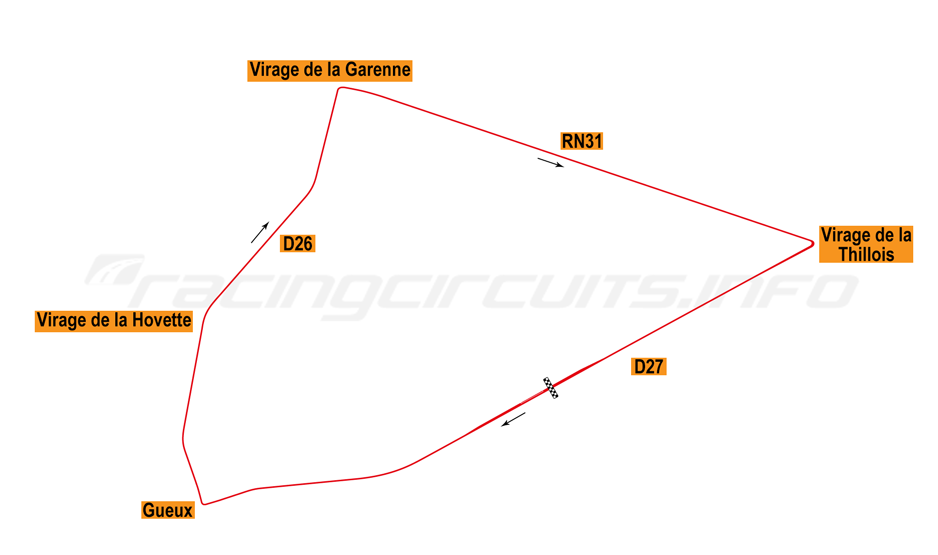 Virage de la Garenne
RN31
Virage de la
Thillois
D26
racingcircuits.info
Virage de la Hovette
D27
Gueux